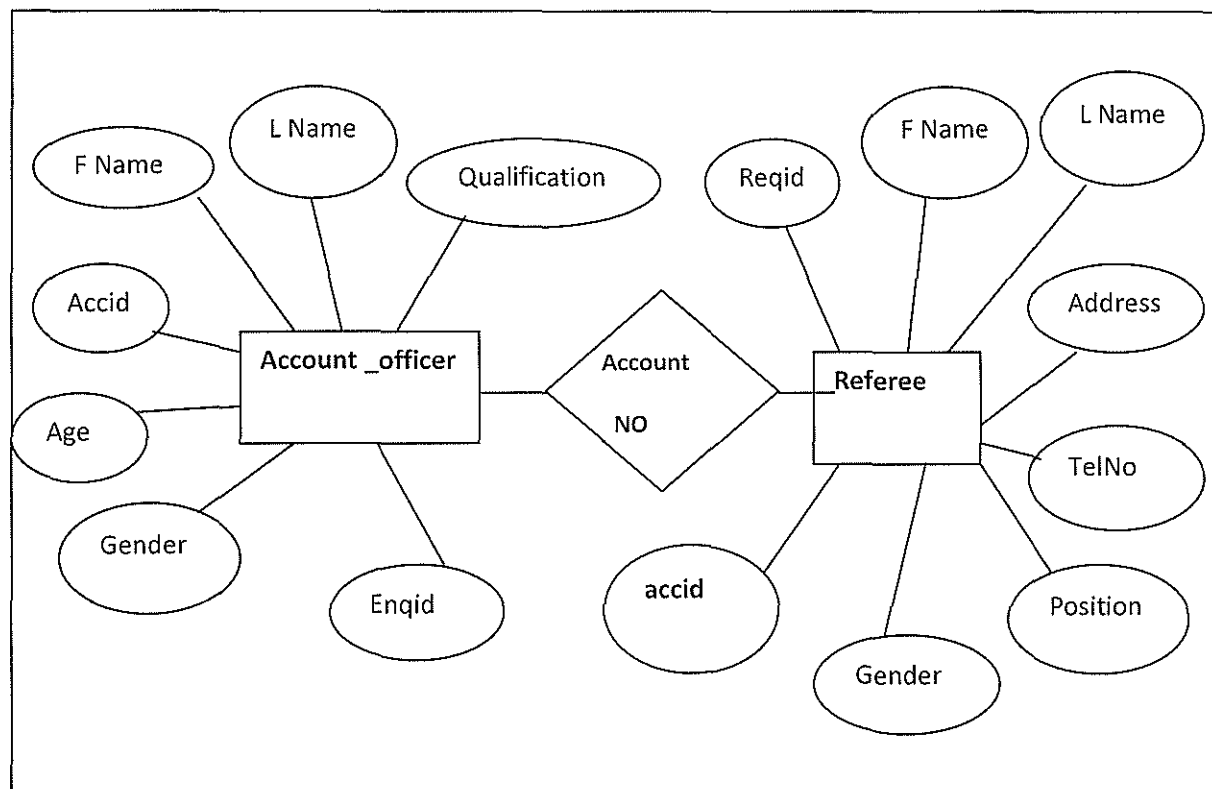 L Name
F Name
Qualification
Accid
Account _officer
Age
Gender
Enqid
Account
NO
L Name
F Name
Reqid
Address
Referee
TelNo
accid
Position
Gender